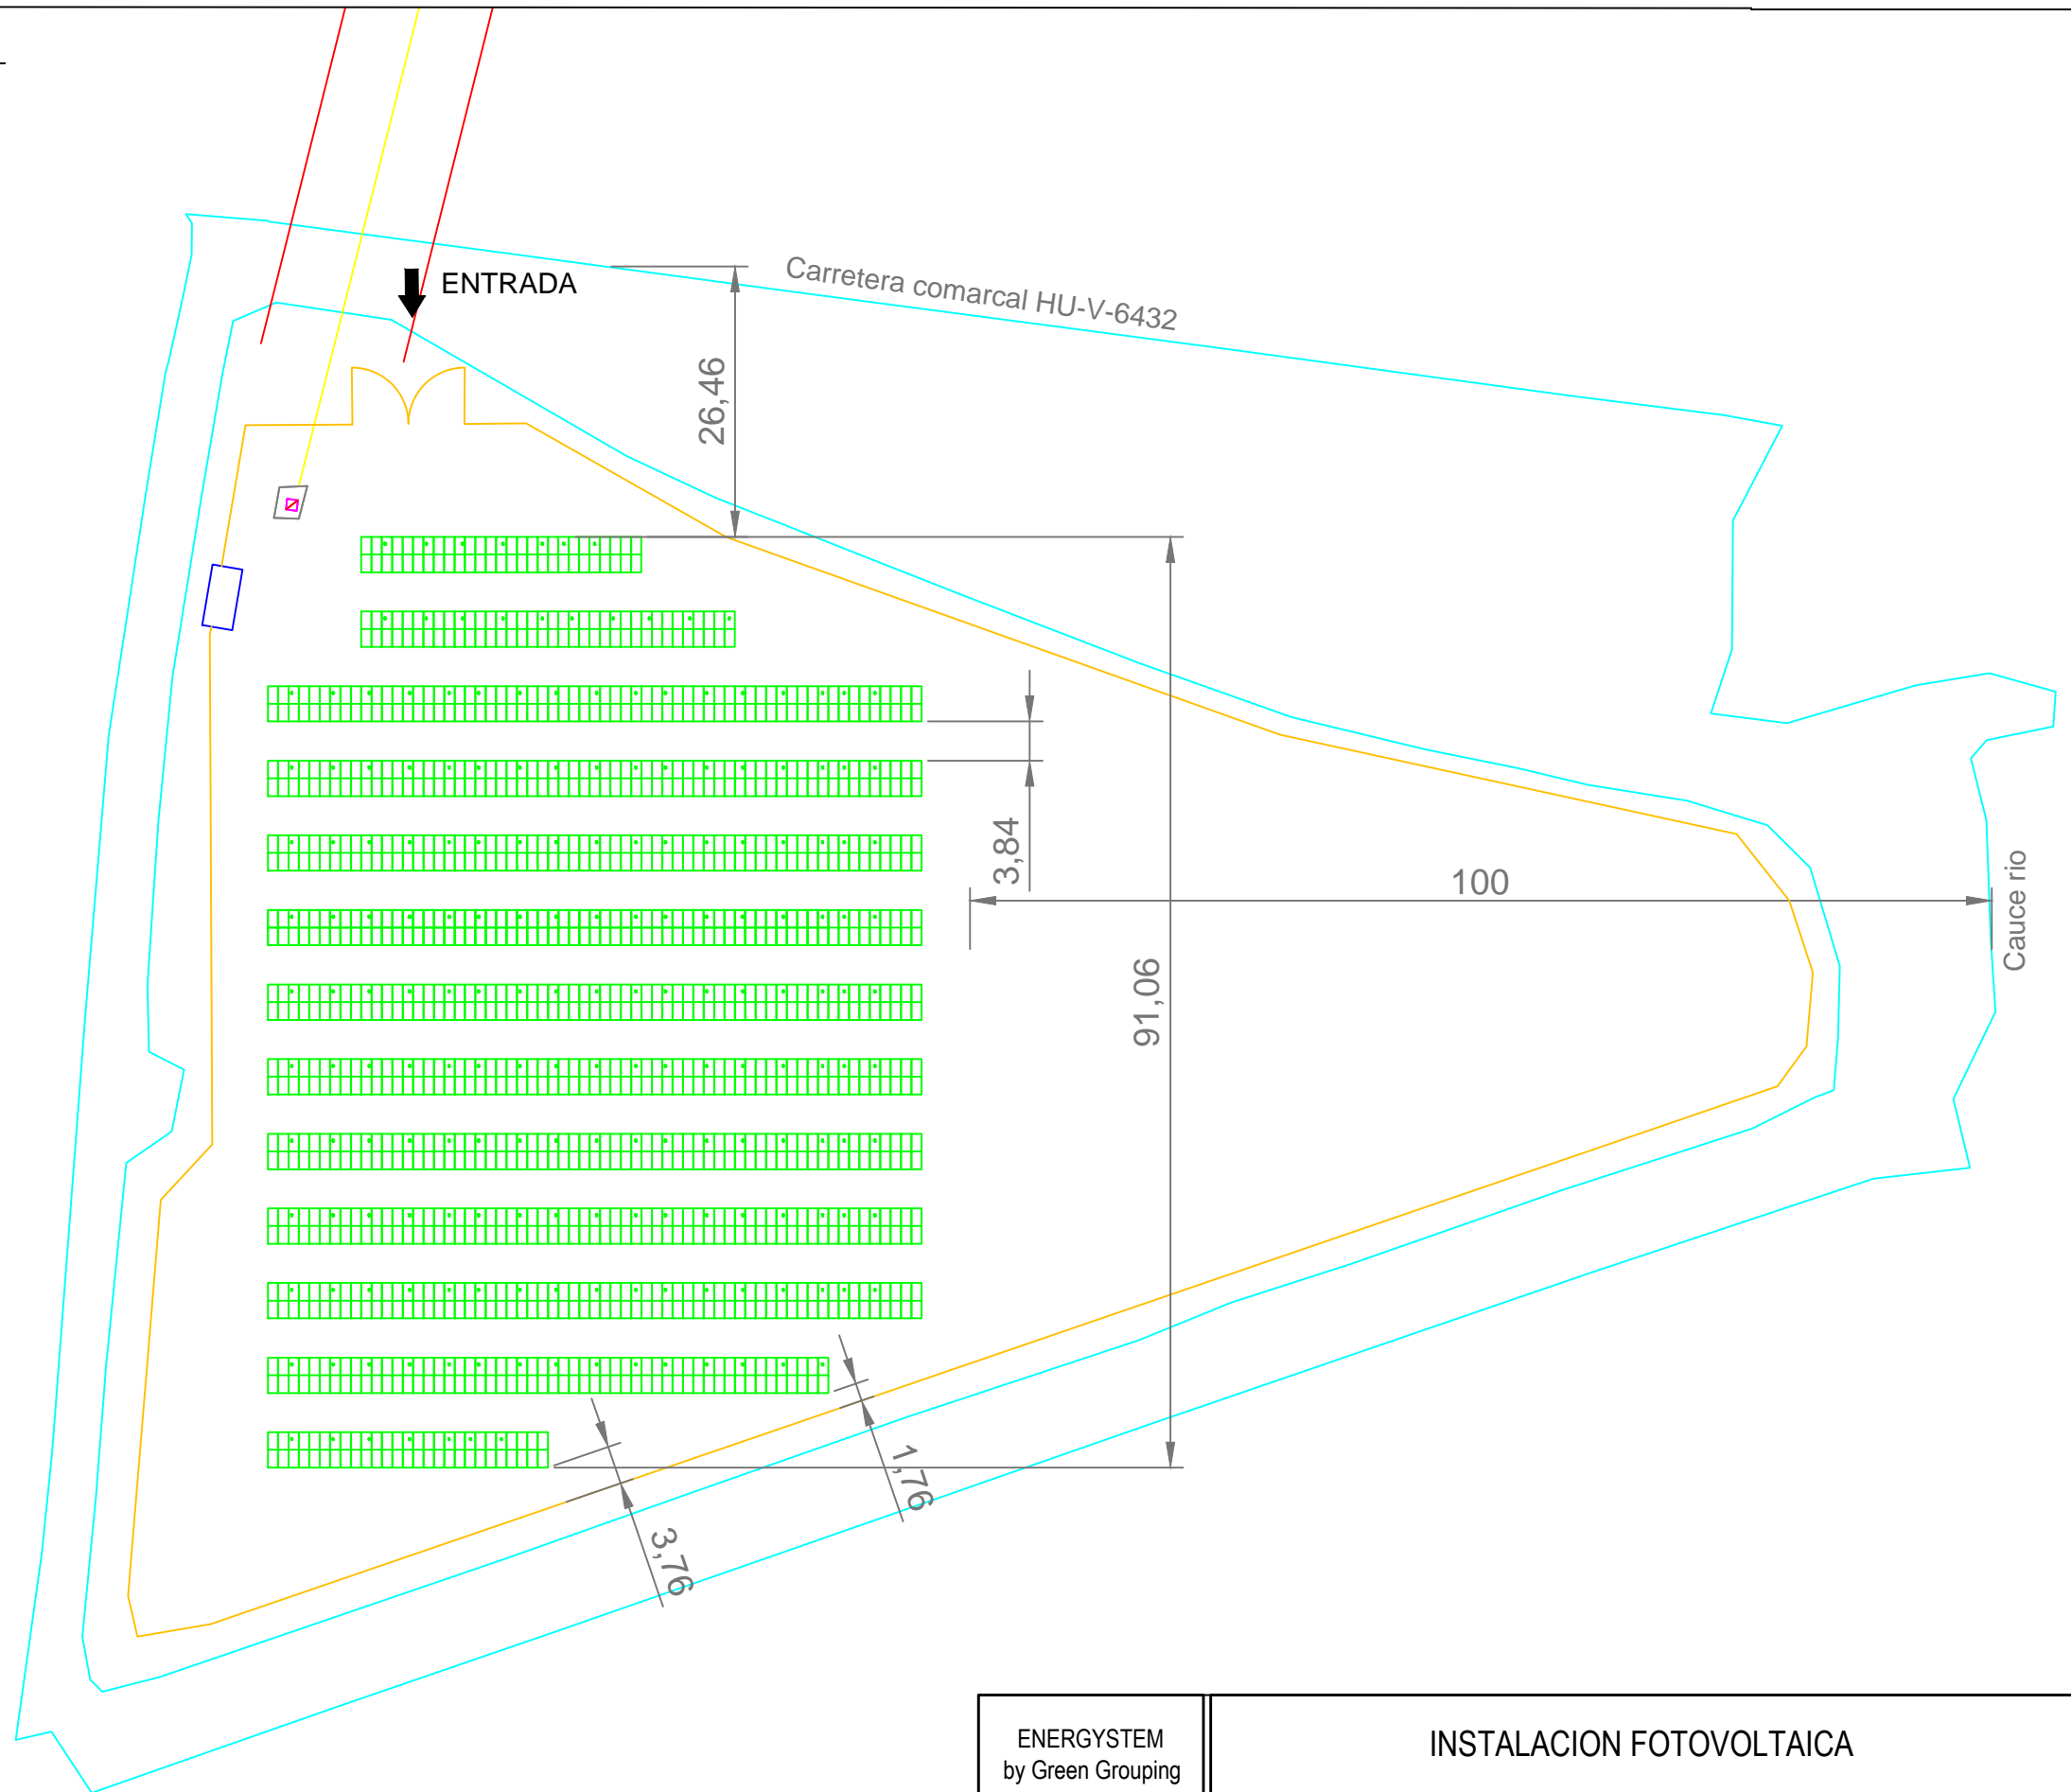 ENTRADA
Carretera comarcal HU-V-6432
26,46
3,84
100
Cauce rio
91,06
1,76
3,76
ENERGYSTEM
by Green Grouping
INSTALACION FOTOVOLTAICA